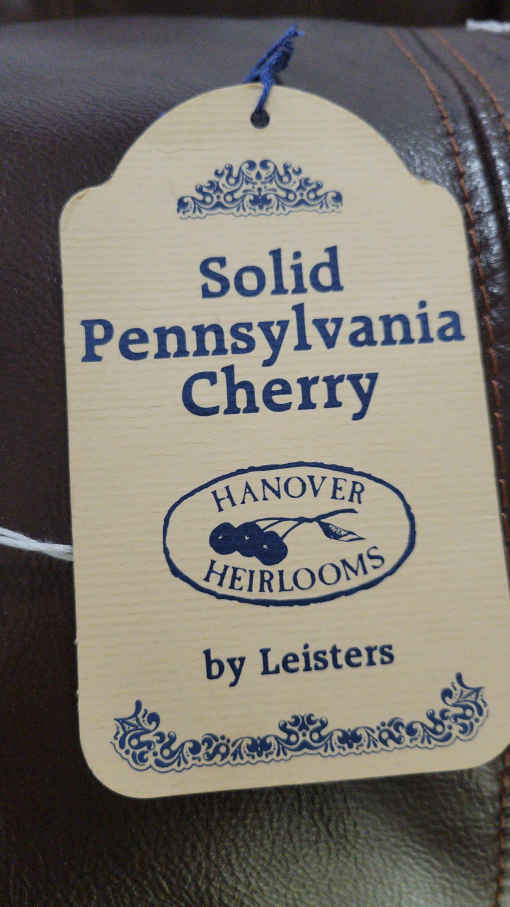 Solid
Pennsylvania
Cherry
HANOVER
HEIRLOOMS
by Leisters